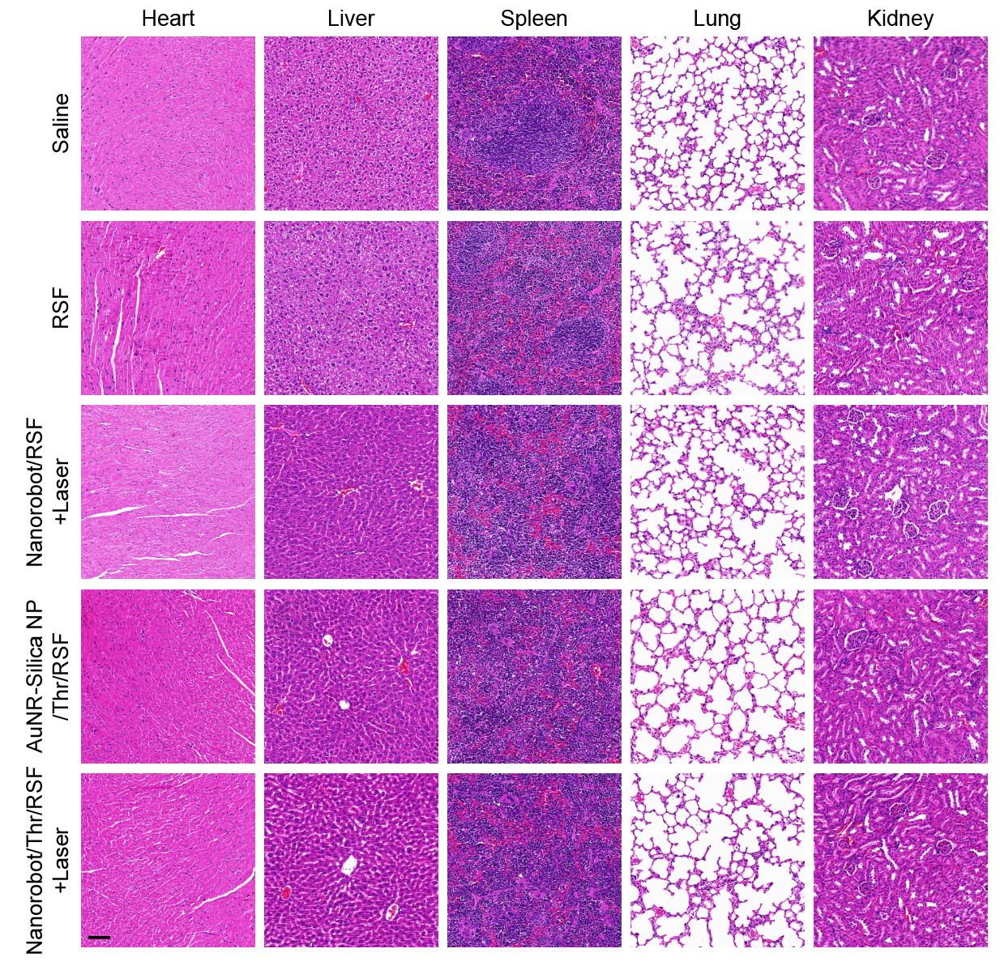 Heart Liver Spleen Lung Kidney
Saline
RSF
Nanorobot/RSF
+Laser
AuNR-Silica NP
/Thr/RSF
Nanorobot/Thr/RSF
+Laser